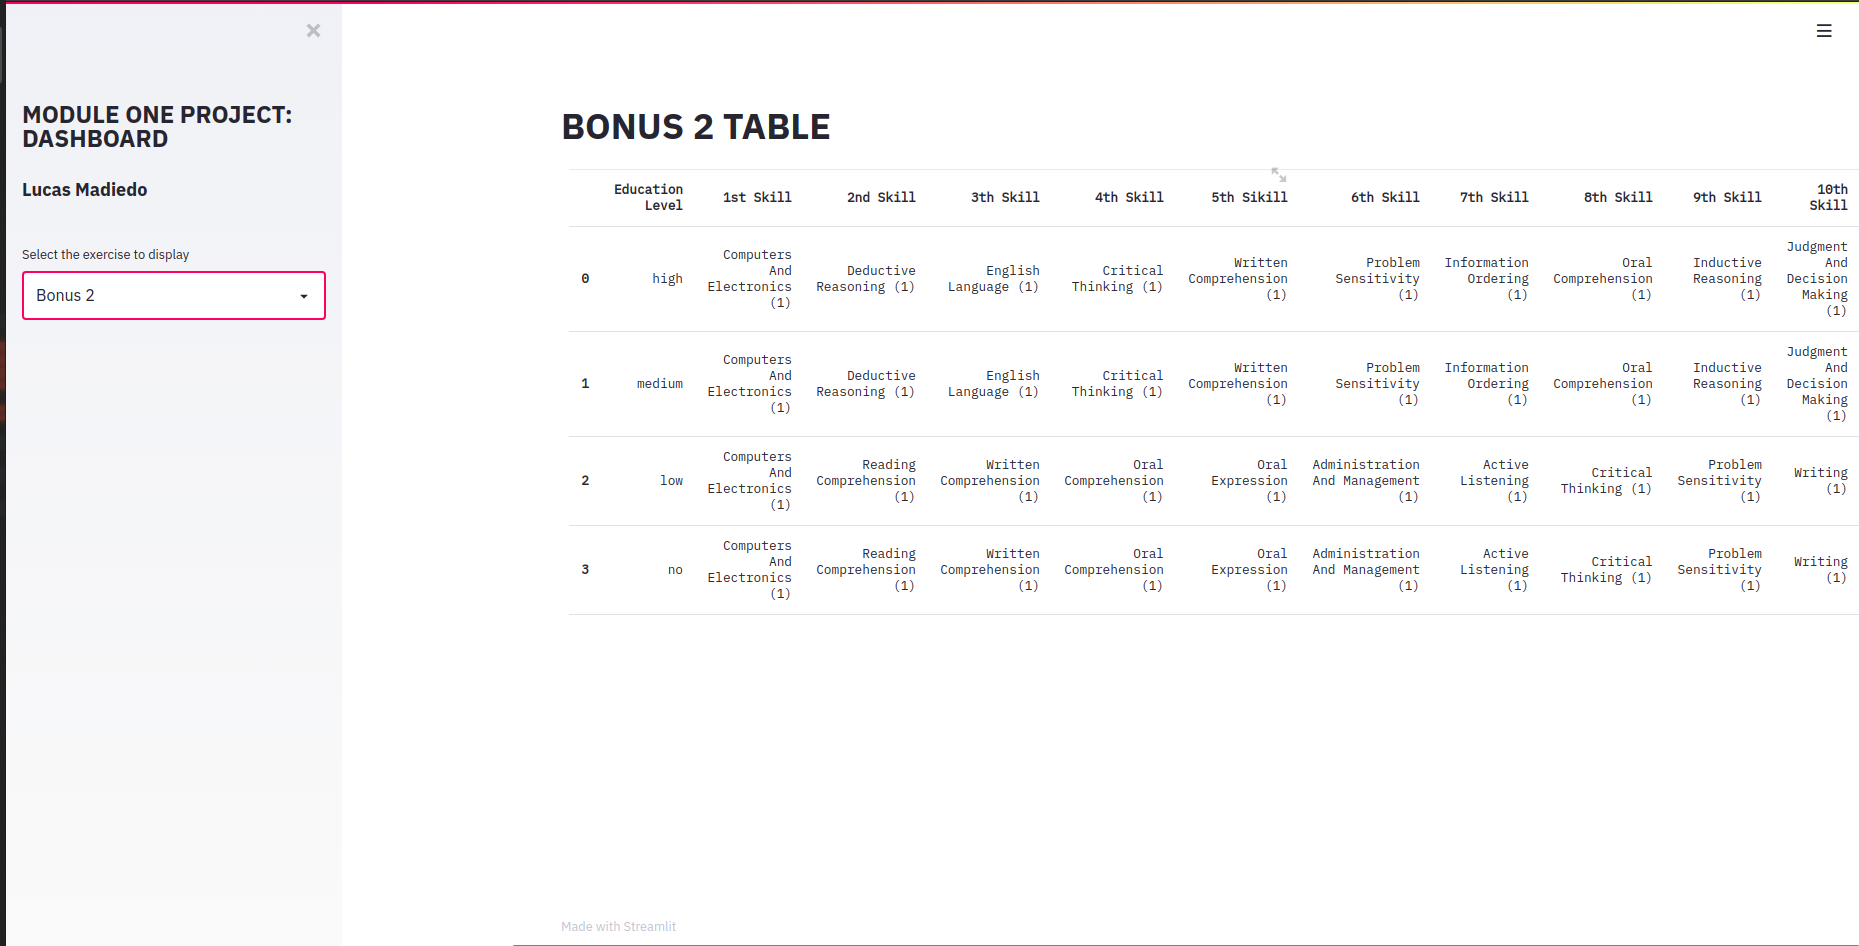 MODULE ONE PROJECT:
DASHBOARD
Lucas Madiedo
Select the exercise to display
Bonus 2
BONUS 2 TABLE
Education Level 1st Skill 2nd Skill 3th Skill 4th Skill 5th Sikill 6th Skill 7th Skill 8th Skill 9th Skill 10th Skill
0 high Computers And Electronics (1) Deductive Reasoning (1) English Language (1) Critical Thinking (1) Written Comprehension (1) Problem Sensitivity (1) Information Ordering (1) Oral Comprehension (1) Inductive Reasoning (1) Judgment And Decision Making (1)
1 medium Computers And Electronics (1) Deductive Reasoning (1) English Language (1) Critical Thinking (1) Written Comprehension (1) Problem Sensitivity (1) Information Ordering (1) Oral Comprehension (1) Inductive Reasoning (1) Judgment And Decision Making (1)
2 low Computers And Electronics (1) Reading Comprehension (1) Written Comprehension (1) Oral Comprehension (1) Oral Expression (1) Administration And Management (1) Active Listening (1) Critical Thinking (1) Problem Sensitivity (1) Writing (1)
3 no Computers And Electronics (1) Reading Comprehension (1) Written Comprehension (1) Oral Comprehension (1) Oral Expression (1) Administration And Management (1) Active Listening (1) Critical Thinking (1) Problem Sensitivity (1) Writing (1)
Made with Streamlit